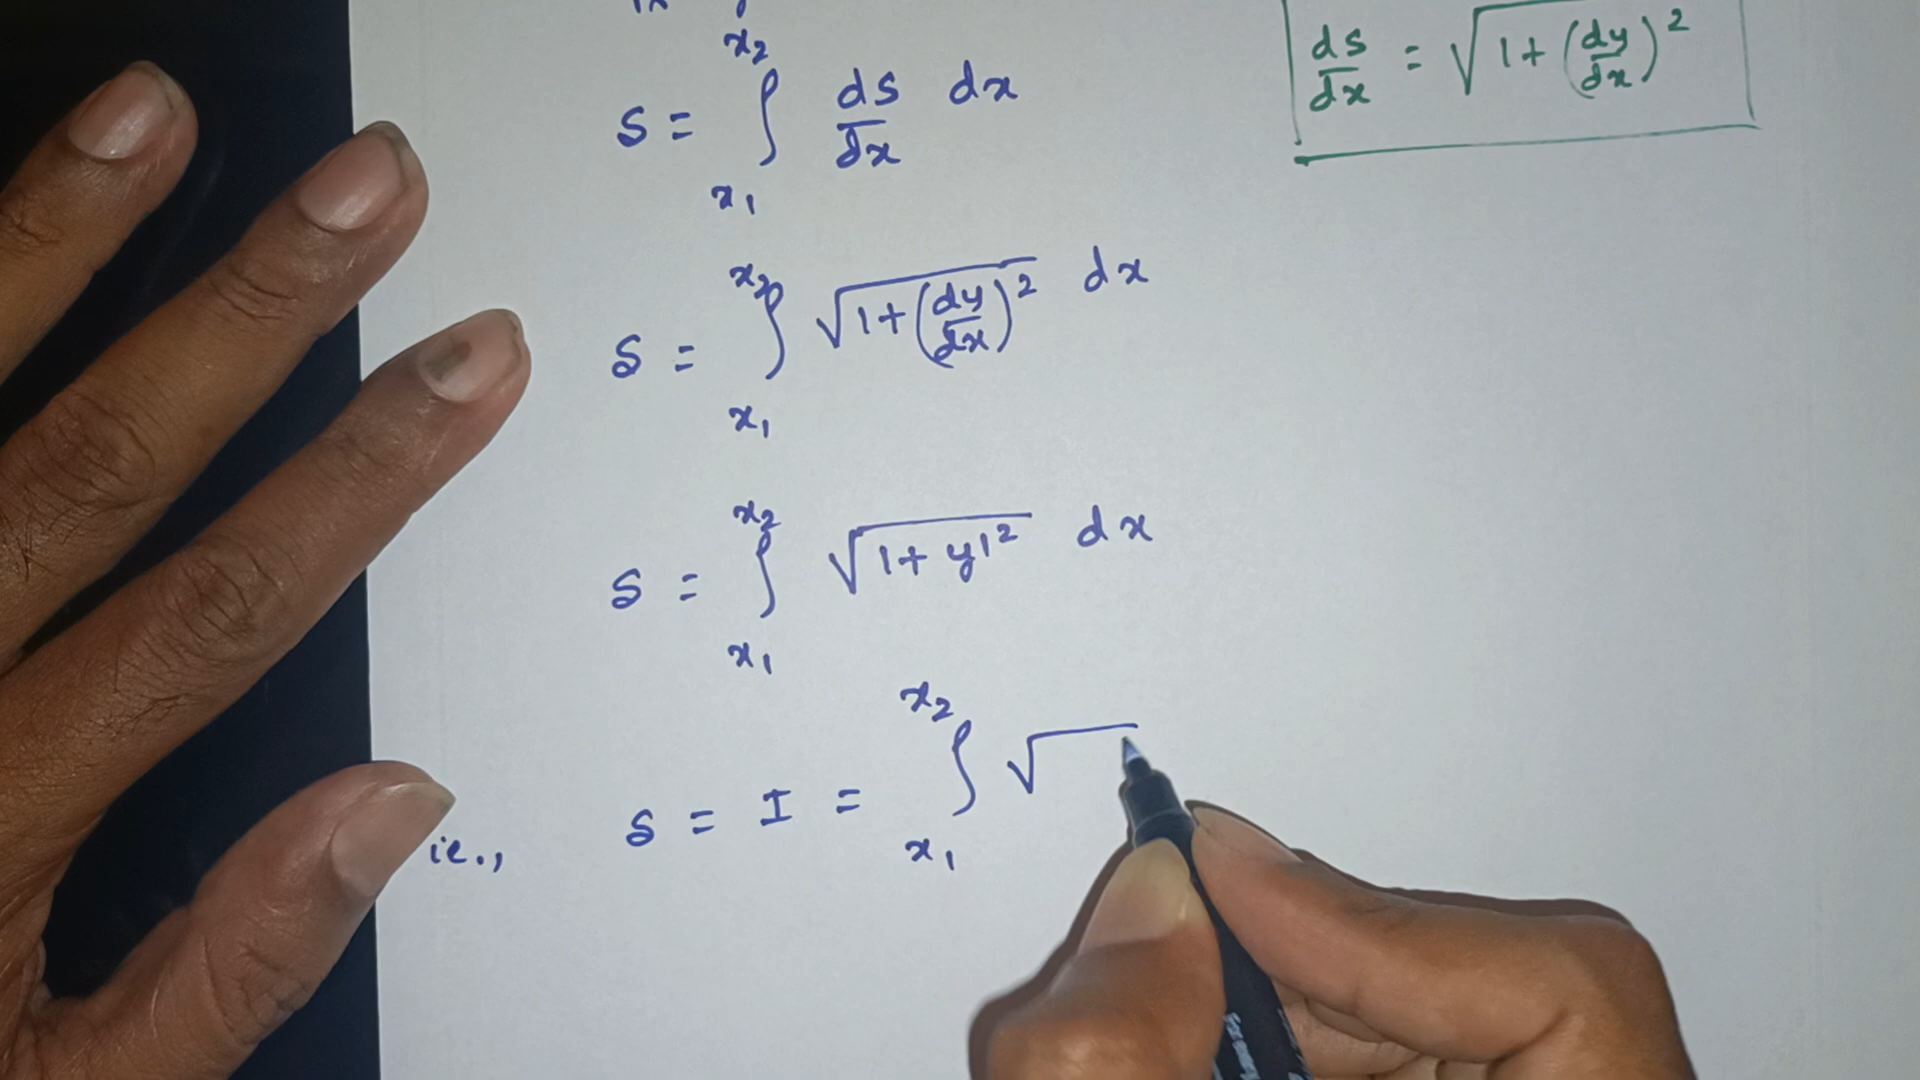 S = ∫_{x1}^{x2} ds/dx dx
ds/dx = √(1+(dy/dx)^2)
S = ∫_{x1}^{x2} √(1+(dy/dx)^2) dx
S = ∫_{x1}^{x2} √(1+y'^2) dx
ie., S = I = ∫_{x1}^{x2} √